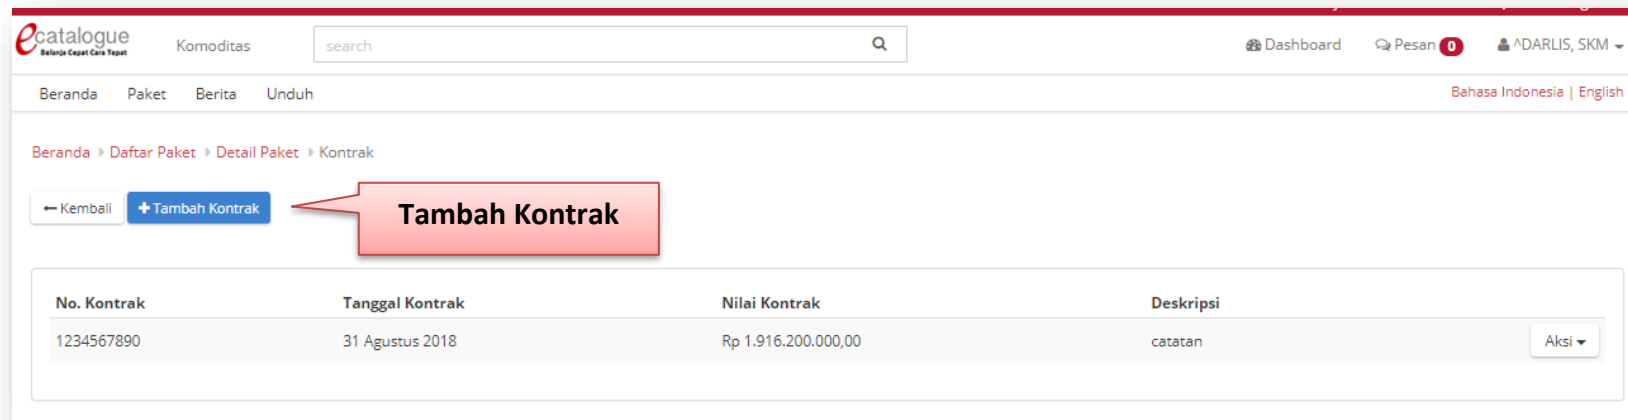 ecatalogue
Belanja Cepat Cara Tepat
Komoditas
search
Dashboard
Pesan 0
^DARLIS, SKM
Beranda Paket Berita Unduh
Bahasa Indonesia | English
Beranda Daftar Paket Detail Paket Kontrak
Kembali
+ Tambah Kontrak
Tambah Kontrak
No. Kontrak Tanggal Kontrak Nilai Kontrak Deskripsi
1234567890 31 Agustus 2018 Rp 1.916.200.000,00 catatan Aksi